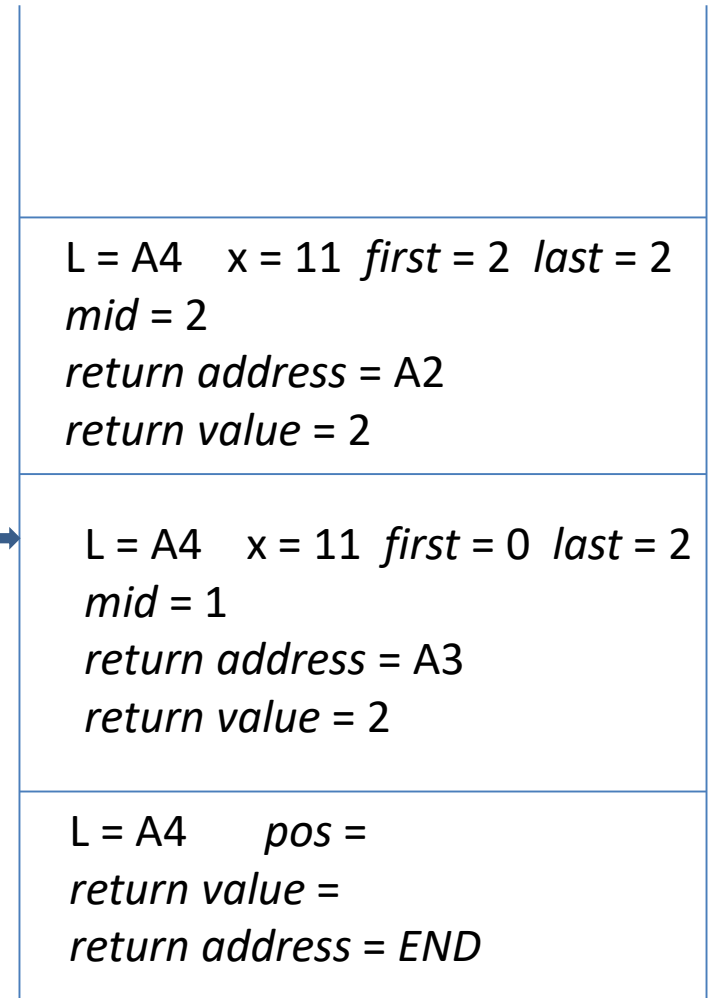 L = A4 x = 11 first = 2 last = 2
mid = 2
return address = A2
return value = 2
L = A4 x = 11 first = 0 last = 2
mid = 1
return address = A3
return value = 2
L = A4 pos =
return value =
return address = END